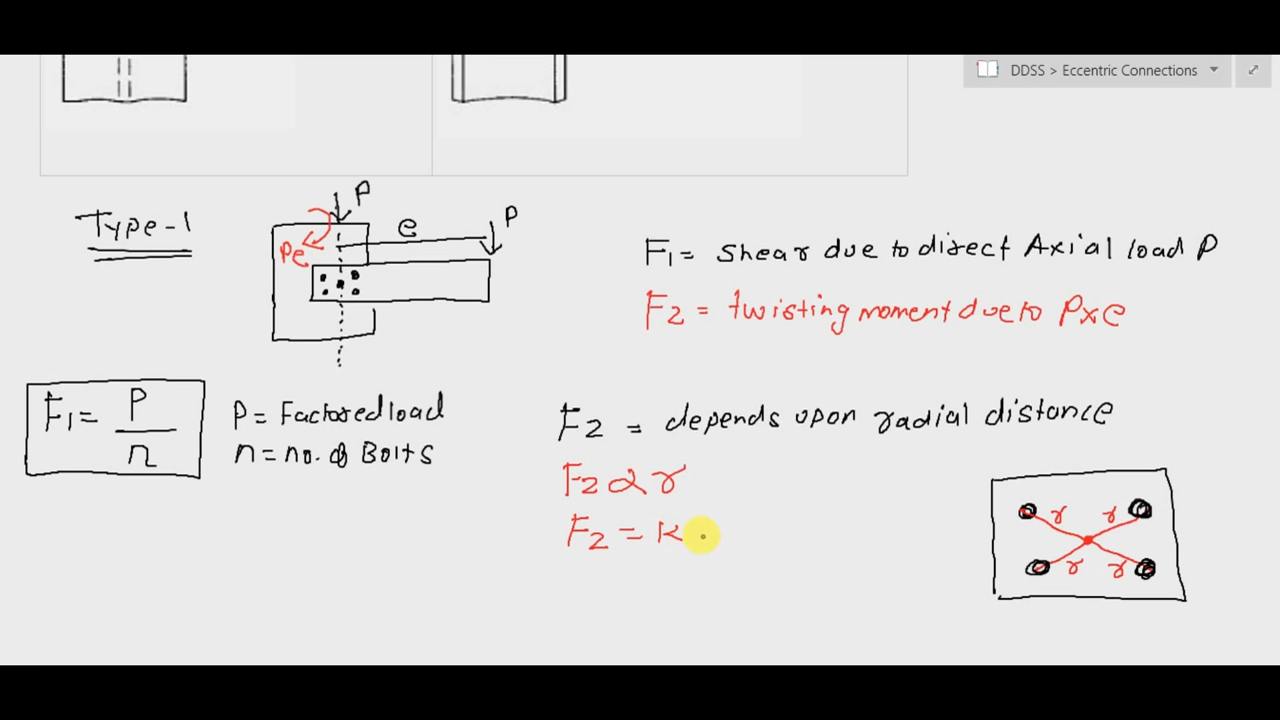 DDSS > Eccentric Connections
Type-1
P
e
P
Pe
F1 = Shear due to direct Axial load P
F2 = twisting moment due to P×e
F1 = P/n
P = Factored load
n = no. of Bolts
F2 = depends upon radial distance
F2 ∝ r
F2 = K
r r
r r